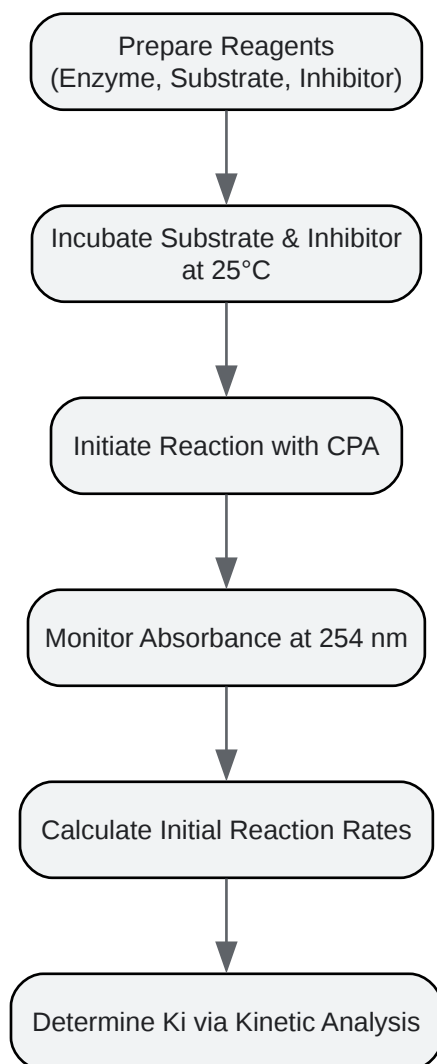 Prepare Reagents
(Enzyme, Substrate, Inhibitor)
Incubate Substrate & Inhibitor
at 25°C
Initiate Reaction with CPA
Monitor Absorbance at 254 nm
Calculate Initial Reaction Rates
Determine Ki via Kinetic Analysis